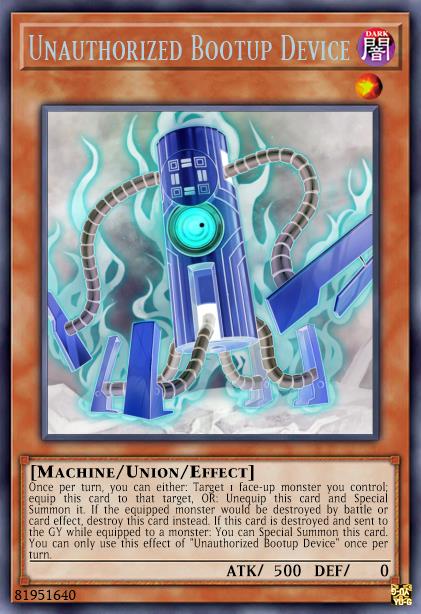 UNAUTHORIZED BOOTUP DEVICE
DARK
闇
[MACHINE/UNION/EFFECT]
Once per turn, you can either: Target 1 face-up monster you control;
equip this card to that target, OR: Unequip this card and Special
Summon it. If the equipped monster would be destroyed by battle or
card effect, destroy this card instead. If this card is destroyed and sent to
the GY while equipped to a monster: You can Special Summon this card.
You can only use this effect of "Unauthorized Bootup Device" once per
turn.
ATK/ 500 DEF/ 0
81951640